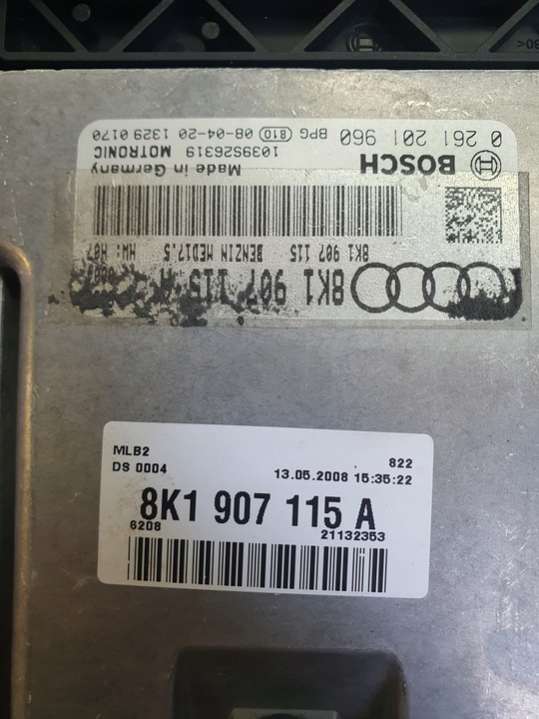 0 261 201 960 BPG 810 08-04-20 1329 0170
BOSCH
1039S26319 MOTRONIC
Made in Germany
8K1 907 115 BENZIN MED17.5 HW: H07
8K1 907 115 A
MLB2
822
DS 0004
13.05.2008 15:35:22
8K1 907 115 A
6208
21132353